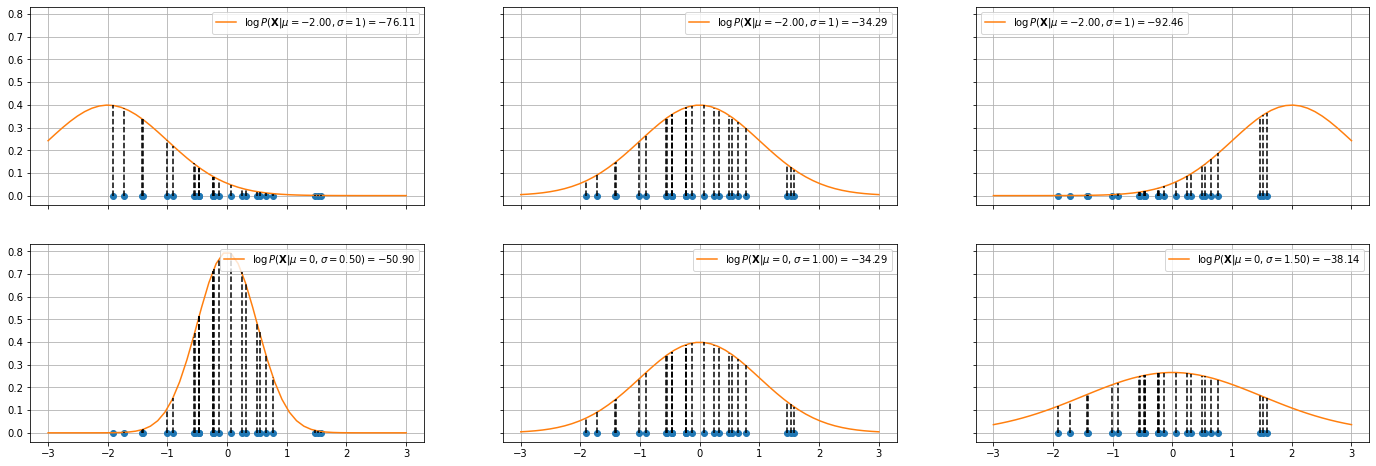 log P(X|μ = −2.00, σ = 1) = −76.11
log P(X|μ = −2.00, σ = 1) = −34.29
log P(X|μ = −2.00, σ = 1) = −92.46
0.8
0.7
0.6
0.5
0.4
0.3
0.2
0.1
0.0
log P(X|μ = 0, σ = 0.50) = −50.90
log P(X|μ = 0, σ = 1.00) = −34.29
log P(X|μ = 0, σ = 1.50) = −38.14
0.8
0.7
0.6
0.5
0.4
0.3
0.2
0.1
0.0
−3 −2 −1 0 1 2 3
−3 −2 −1 0 1 2 3
−3 −2 −1 0 1 2 3